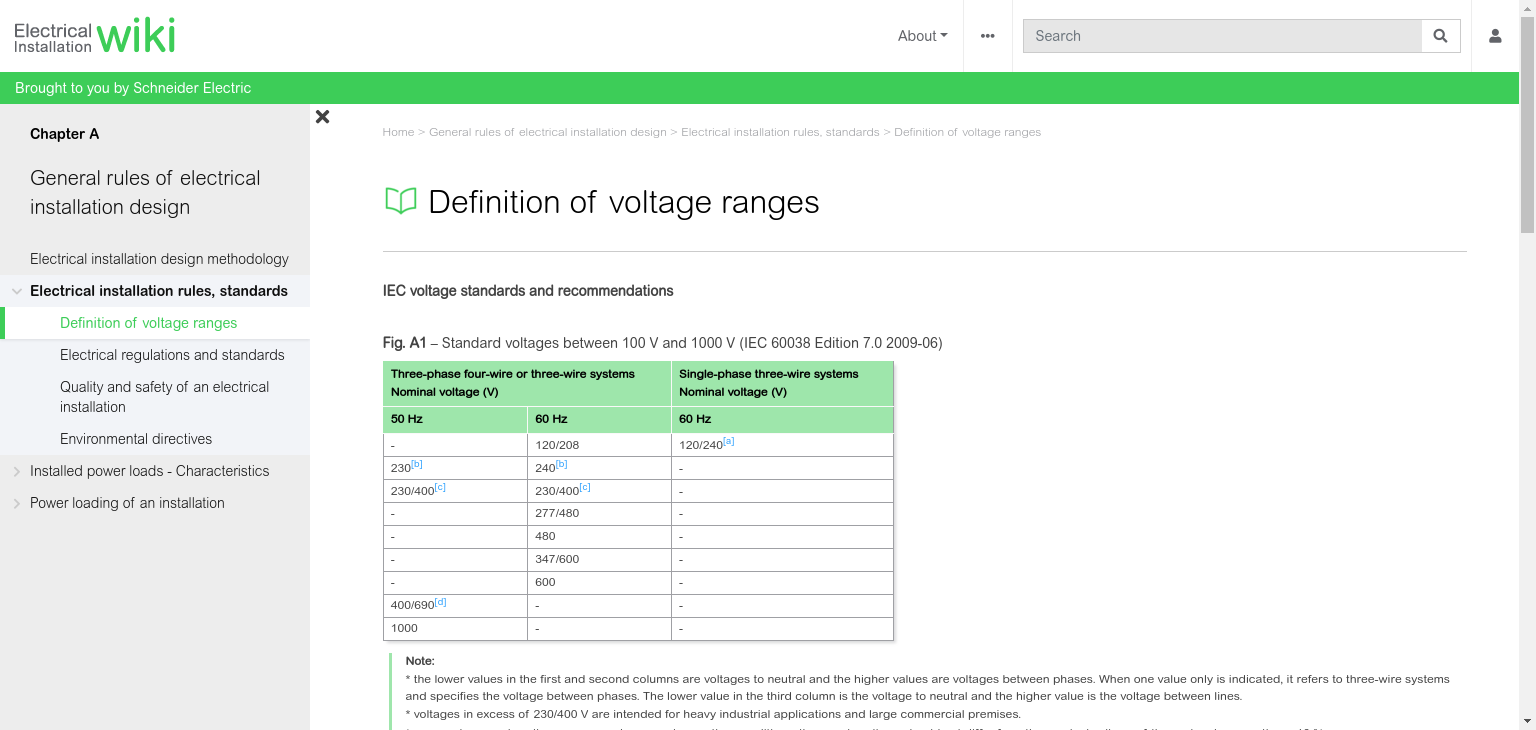 Electrical
Installation wiki
About
Search
Brought to you by Schneider Electric
Chapter A
General rules of electrical
installation design
Electrical installation design methodology
Electrical installation rules, standards
Definition of voltage ranges
Electrical regulations and standards
Quality and safety of an electrical
installation
Environmental directives
Installed power loads - Characteristics
Power loading of an installation
Home > General rules of electrical installation design > Electrical installation rules, standards > Definition of voltage ranges
Definition of voltage ranges
IEC voltage standards and recommendations
Fig. A1 – Standard voltages between 100 V and 1000 V (IEC 60038 Edition 7.0 2009-06)
Three-phase four-wire or three-wire systems Single-phase three-wire systems
Nominal voltage (V) Nominal voltage (V)
50 Hz 60 Hz 60 Hz
- 120/208 120/240[a]
230[b] 240[b] -
230/400[c] 230/400[c] -
- 277/480 -
- 480 -
- 347/600 -
- 600 -
400/690[d] - -
1000 - -
Note:
* the lower values in the first and second columns are voltages to neutral and the higher values are voltages between phases. When one value only is indicated, it refers to three-wire systems
and specifies the voltage between phases. The lower value in the third column is the voltage to neutral and the higher value is the voltage between lines.
* voltages in excess of 230/400 V are intended for heavy industrial applications and large commercial premises.